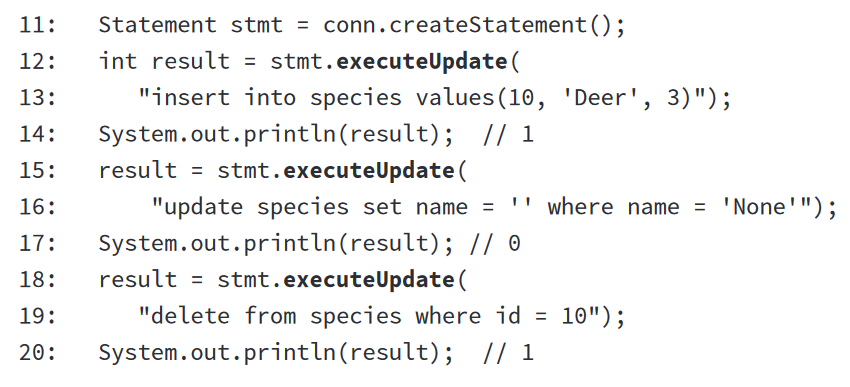 11:   Statement stmt = conn.createStatement();
12:   int result = stmt.executeUpdate(
13:      "insert into species values(10, 'Deer', 3)");
14:   System.out.println(result);  // 1
15:   result = stmt.executeUpdate(
16:       "update species set name = '' where name = 'None'");
17:   System.out.println(result); // 0
18:   result = stmt.executeUpdate(
19:      "delete from species where id = 10");
20:   System.out.println(result);  // 1